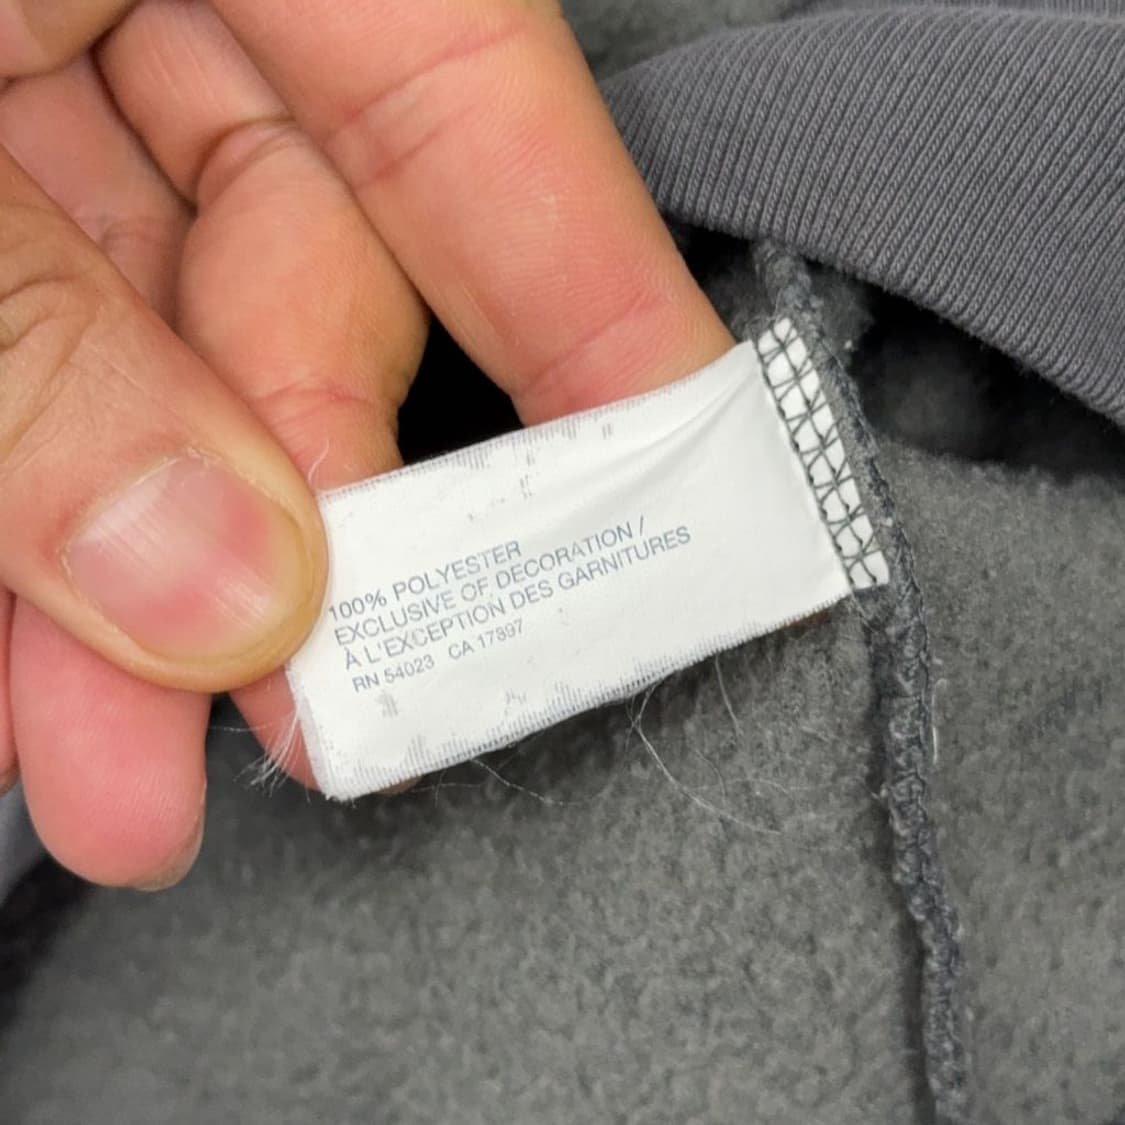 100% POLYESTER
EXCLUSIVE OF DECORATION /
À L'EXCEPTION DES GARNITURES
RN 54023 CA 17897